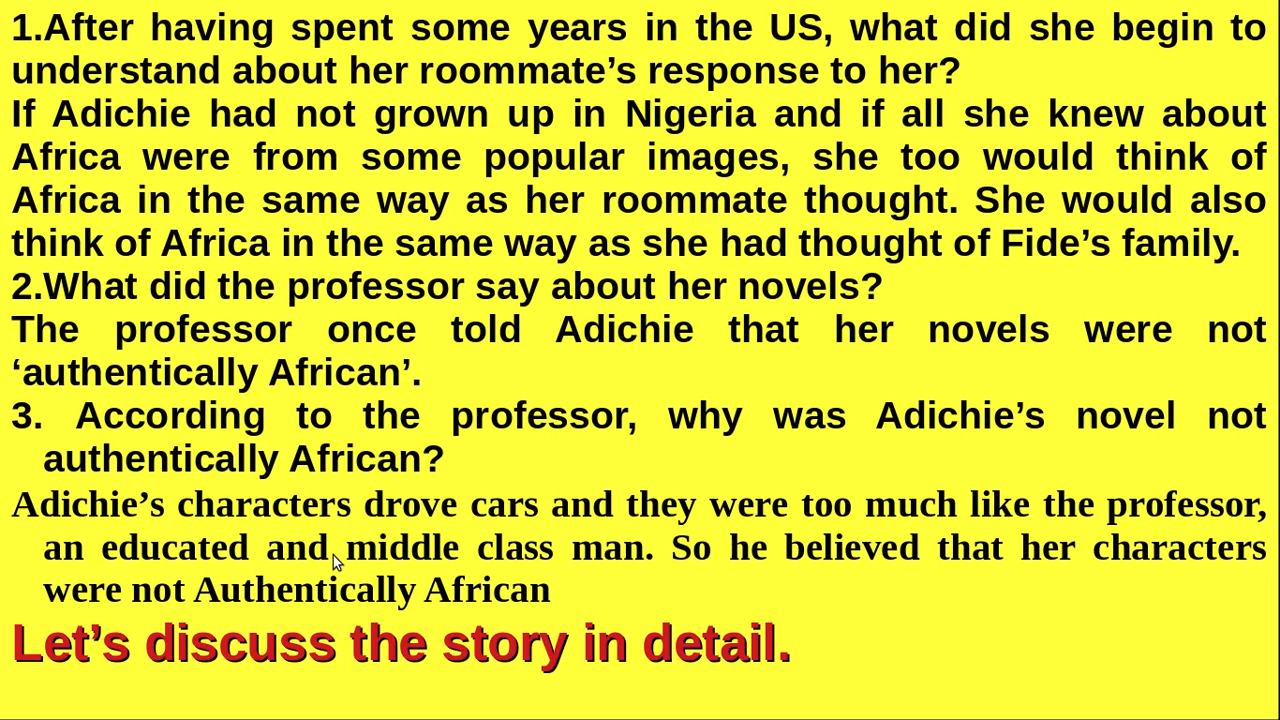 1.After having spent some years in the US, what did she begin to
understand about her roommate’s response to her?
If Adichie had not grown up in Nigeria and if all she knew about
Africa were from some popular images, she too would think of
Africa in the same way as her roommate thought. She would also
think of Africa in the same way as she had thought of Fide’s family.
2.What did the professor say about her novels?
The professor once told Adichie that her novels were not
‘authentically African’.
3. According to the professor, why was Adichie’s novel not
authentically African?
Adichie’s characters drove cars and they were too much like the professor,
an educated and middle class man. So he believed that her characters
were not Authentically African
Let’s discuss the story in detail.